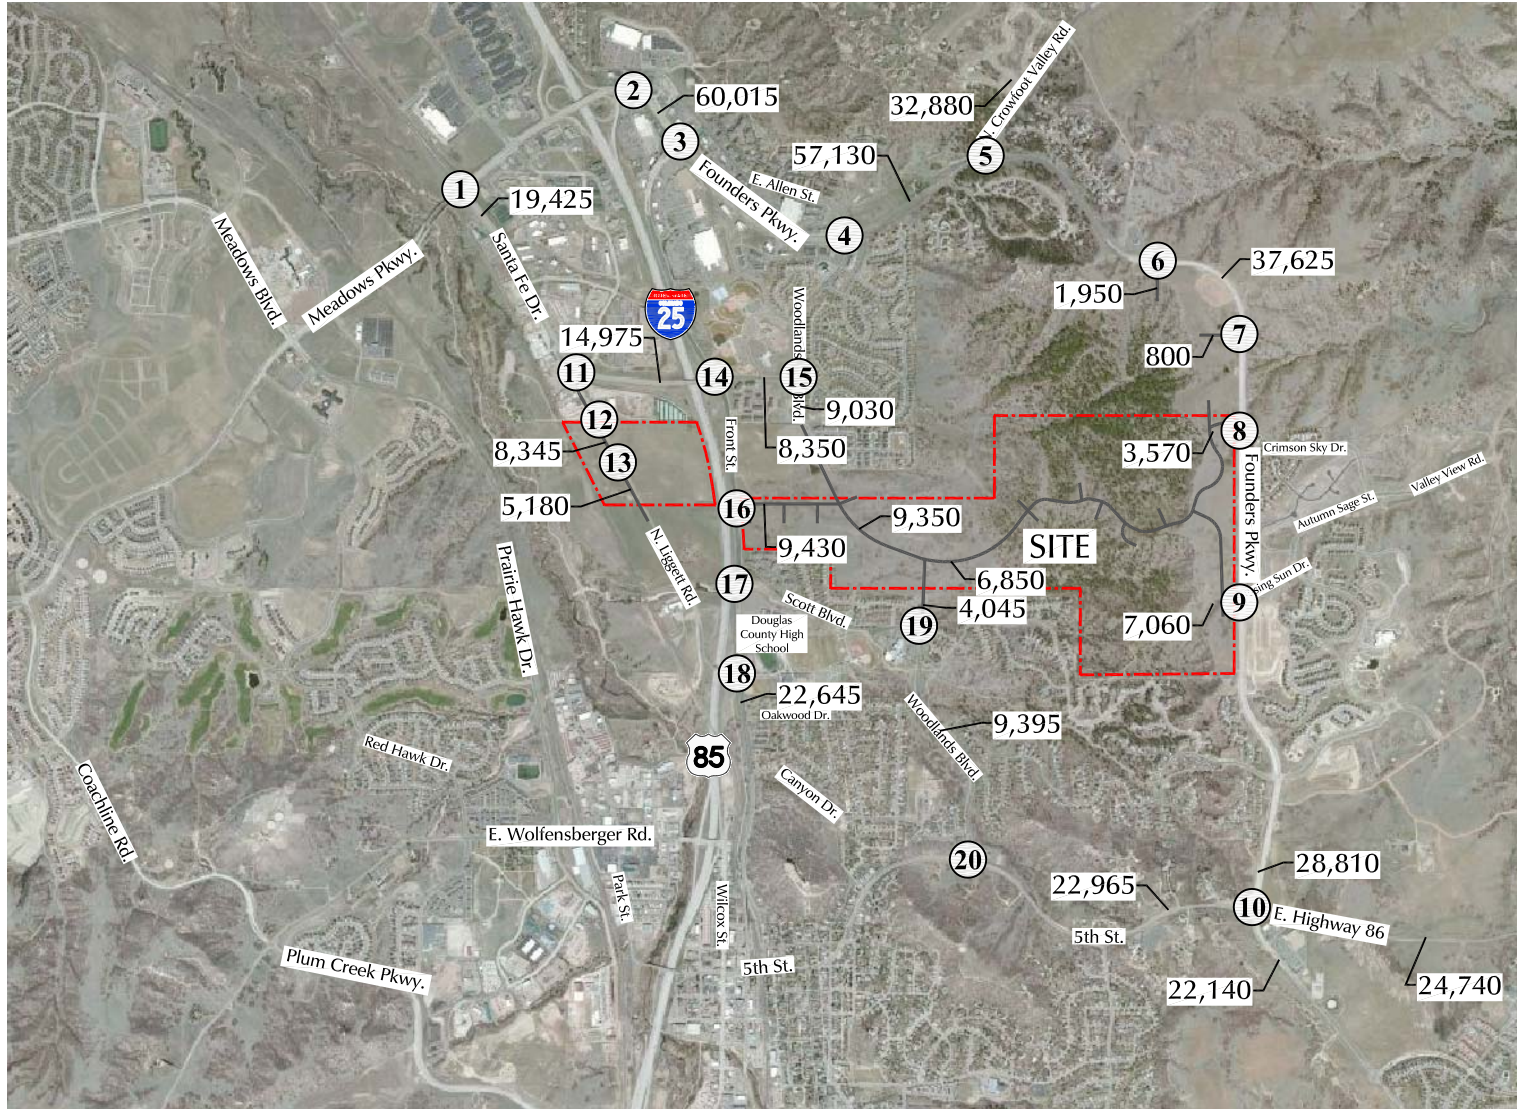 2
60,015
3
32,880
N. Crowfoot Valley Rd.
5
57,130
E. Allen St.
Founders Pkwy.
4
1
19,425
Meadows Blvd.
Meadows Pkwy.
Santa Fe Dr.
6
37,625
1,950
25
14,975
Woodlands Blvd.
7
800
11
14
15
9,030
12
8,345
13
Front St.
8,350
8
3,570
Crimson Sky Dr.
Founders Pkwy.
Valley View Rd.
Autumn Sage St.
5,180
16
9,350
9,430
SITE
N. Liggett Rd.
Prairie Hawk Dr.
17
6,850
4,045
Scott Blvd.
Douglas
County High
School
19
7,060
9
sing Sun Dr.
18
22,645
Oakwood Dr.
Woodlands Blvd.
9,395
85
Red Hawk Dr.
Coachline Rd.
Canyon Dr.
E. Wolfensberger Rd.
20
28,810
22,965
Park St.
Wilcox St.
10
E. Highway 86
5th St.
5th St.
Plum Creek Pkwy.
22,140
24,740